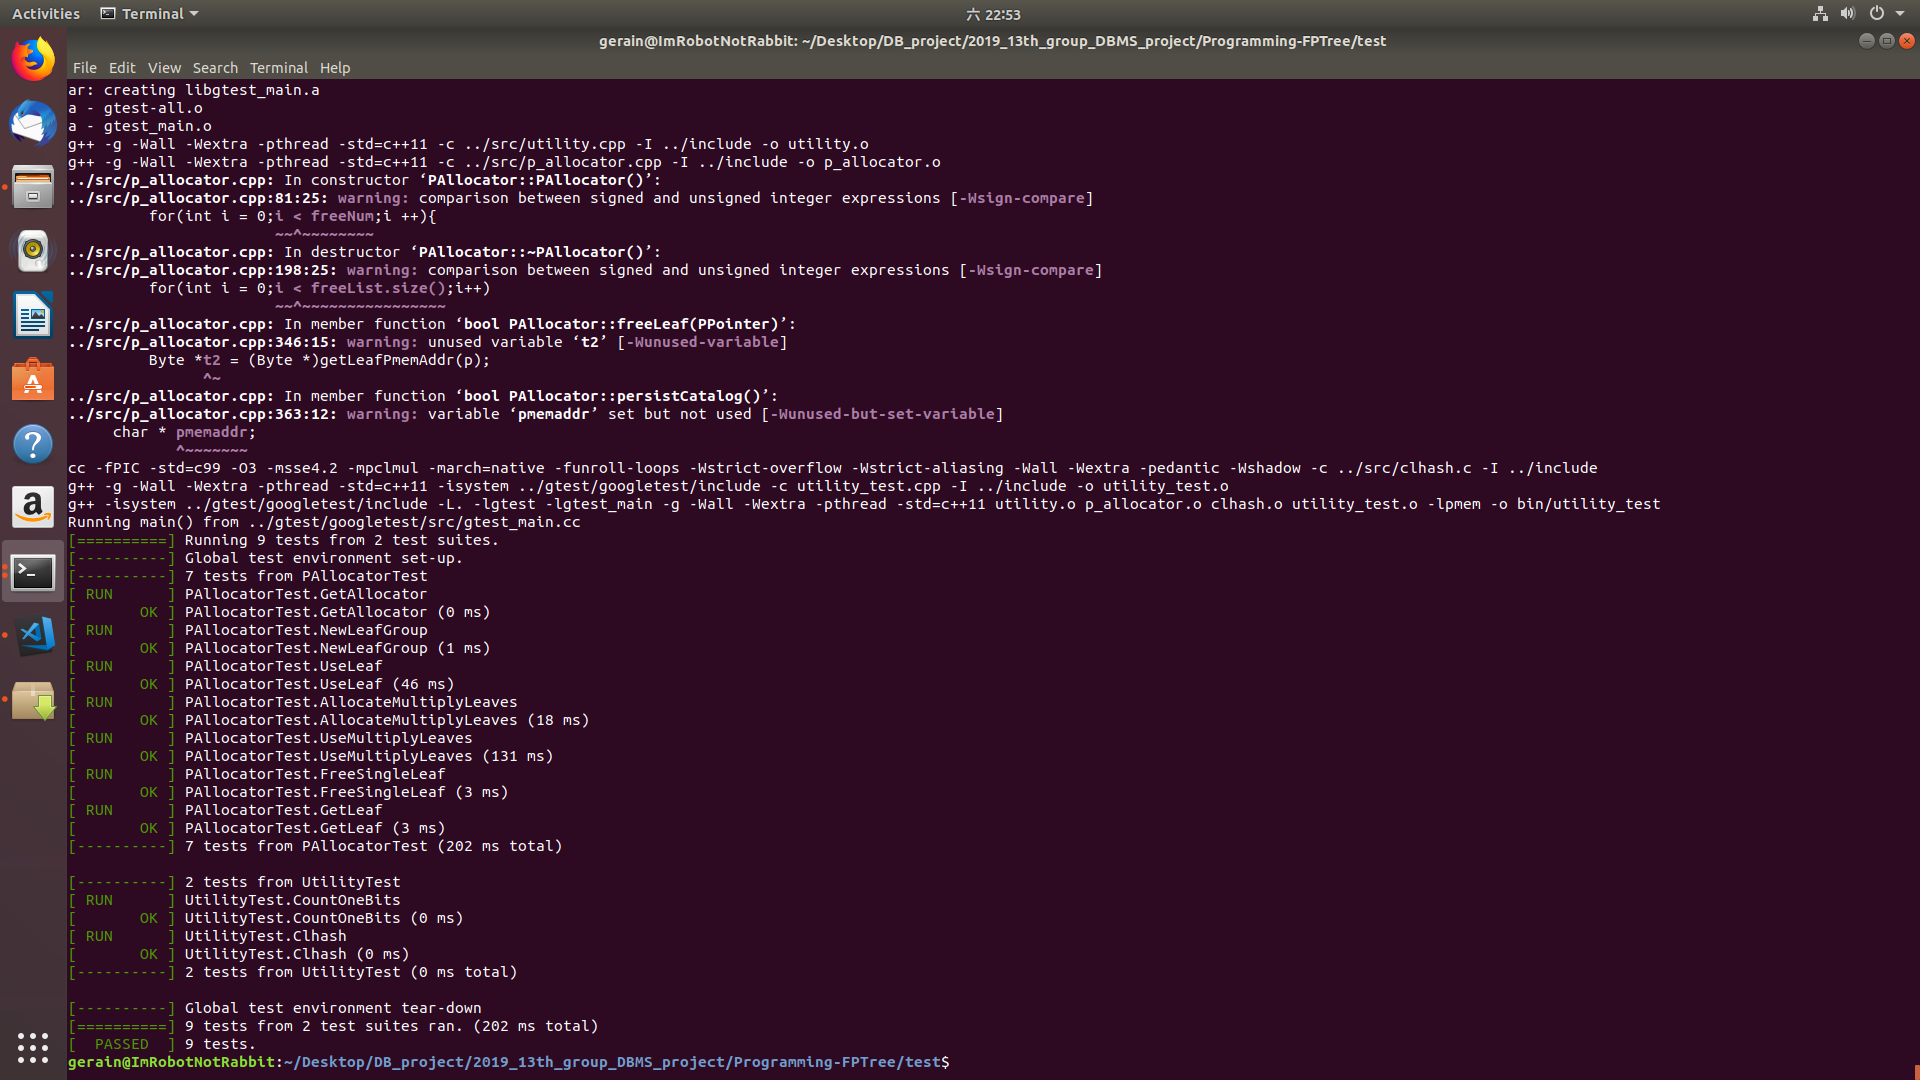 Activities Terminal 六 22:53
gerain@ImRobotNotRabbit: ~/Desktop/DB_project/2019_13th_group_DBMS_project/Programming-FPTree/test
File Edit View Search Terminal Help
ar: creating libgtest_main.a
a - gtest-all.o
a - gtest_main.o
g++ -g -Wall -Wextra -pthread -std=c++11 -c ../src/utility.cpp -I ../include -o utility.o
g++ -g -Wall -Wextra -pthread -std=c++11 -c ../src/p_allocator.cpp -I ../include -o p_allocator.o
../src/p_allocator.cpp: In constructor ‘PAllocator::PAllocator()’:
../src/p_allocator.cpp:81:25: warning: comparison between signed and unsigned integer expressions [-Wsign-compare]
         for(int i = 0;i < freeNum;i ++){
                       ~~^~~~~~~~~
../src/p_allocator.cpp: In destructor ‘PAllocator::~PAllocator()’:
../src/p_allocator.cpp:198:25: warning: comparison between signed and unsigned integer expressions [-Wsign-compare]
         for(int i = 0;i < freeList.size();i++)
                       ~~^~~~~~~~~~~~~~~~~
../src/p_allocator.cpp: In member function ‘bool PAllocator::freeLeaf(PPointer)’:
../src/p_allocator.cpp:346:15: warning: unused variable ‘t2’ [-Wunused-variable]
         Byte *t2 = (Byte *)getLeafPmemAddr(p);
               ^~
../src/p_allocator.cpp: In member function ‘bool PAllocator::persistCatalog()’:
../src/p_allocator.cpp:363:12: warning: variable ‘pmemaddr’ set but not used [-Wunused-but-set-variable]
     char * pmemaddr;
            ^~~~~~~~
cc -fPIC -std=c99 -O3 -msse4.2 -mpclmul -march=native -funroll-loops -Wstrict-overflow -Wstrict-aliasing -Wall -Wextra -pedantic -Wshadow -c ../src/clhash.c -I ../include
g++ -g -Wall -Wextra -pthread -std=c++11 -isystem ../gtest/googletest/include -c utility_test.cpp -I ../include -o utility_test.o
g++ -isystem ../gtest/googletest/include -L. -lgtest -lgtest_main -g -Wall -Wextra -pthread -std=c++11 utility.o p_allocator.o clhash.o utility_test.o -lpmem -o bin/utility_test
Running main() from ../gtest/googletest/src/gtest_main.cc
[==========] Running 9 tests from 2 test suites.
[----------] Global test environment set-up.
[----------] 7 tests from PAllocatorTest
[ RUN      ] PAllocatorTest.GetAllocator
[       OK ] PAllocatorTest.GetAllocator (0 ms)
[ RUN      ] PAllocatorTest.NewLeafGroup
[       OK ] PAllocatorTest.NewLeafGroup (1 ms)
[ RUN      ] PAllocatorTest.UseLeaf
[       OK ] PAllocatorTest.UseLeaf (46 ms)
[ RUN      ] PAllocatorTest.AllocateMultiplyLeaves
[       OK ] PAllocatorTest.AllocateMultiplyLeaves (18 ms)
[ RUN      ] PAllocatorTest.UseMultiplyLeaves
[       OK ] PAllocatorTest.UseMultiplyLeaves (131 ms)
[ RUN      ] PAllocatorTest.FreeSingleLeaf
[       OK ] PAllocatorTest.FreeSingleLeaf (3 ms)
[ RUN      ] PAllocatorTest.GetLeaf
[       OK ] PAllocatorTest.GetLeaf (3 ms)
[----------] 7 tests from PAllocatorTest (202 ms total)
[----------] 2 tests from UtilityTest
[ RUN      ] UtilityTest.CountOneBits
[       OK ] UtilityTest.CountOneBits (0 ms)
[ RUN      ] UtilityTest.Clhash
[       OK ] UtilityTest.Clhash (0 ms)
[----------] 2 tests from UtilityTest (0 ms total)
[----------] Global test environment tear-down
[==========] 9 tests from 2 test suites ran. (202 ms total)
[  PASSED  ] 9 tests.
gerain@ImRobotNotRabbit:~/Desktop/DB_project/2019_13th_group_DBMS_project/Programming-FPTree/test$